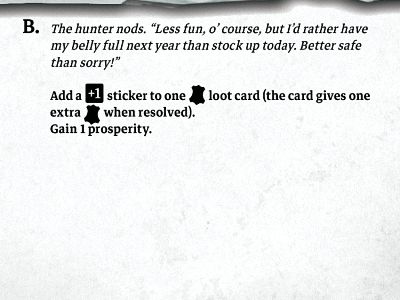 B. The hunter nods. “Less fun, o’ course, but I’d rather have
my belly full next year than stock up today. Better safe
than sorry!”
Add a +1 sticker to one loot card (the card gives one
extra when resolved).
Gain 1 prosperity.